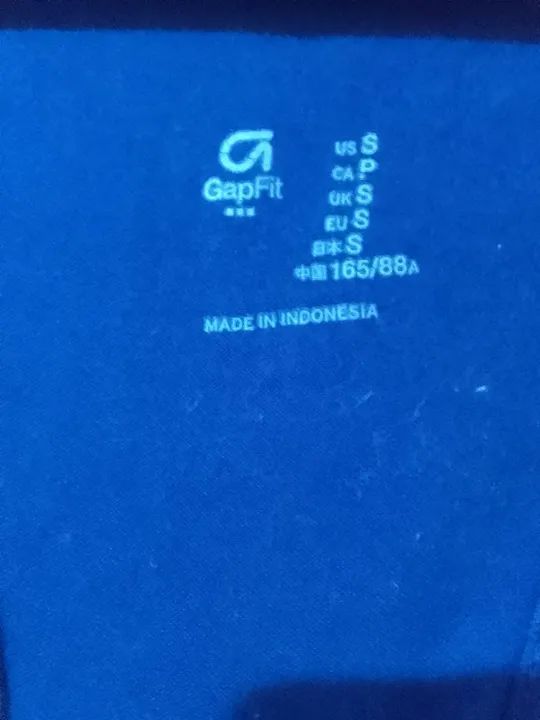 GapFit
US S
CA P
UK S
EU S
日本 S
中国 165/88A
MADE IN INDONESIA